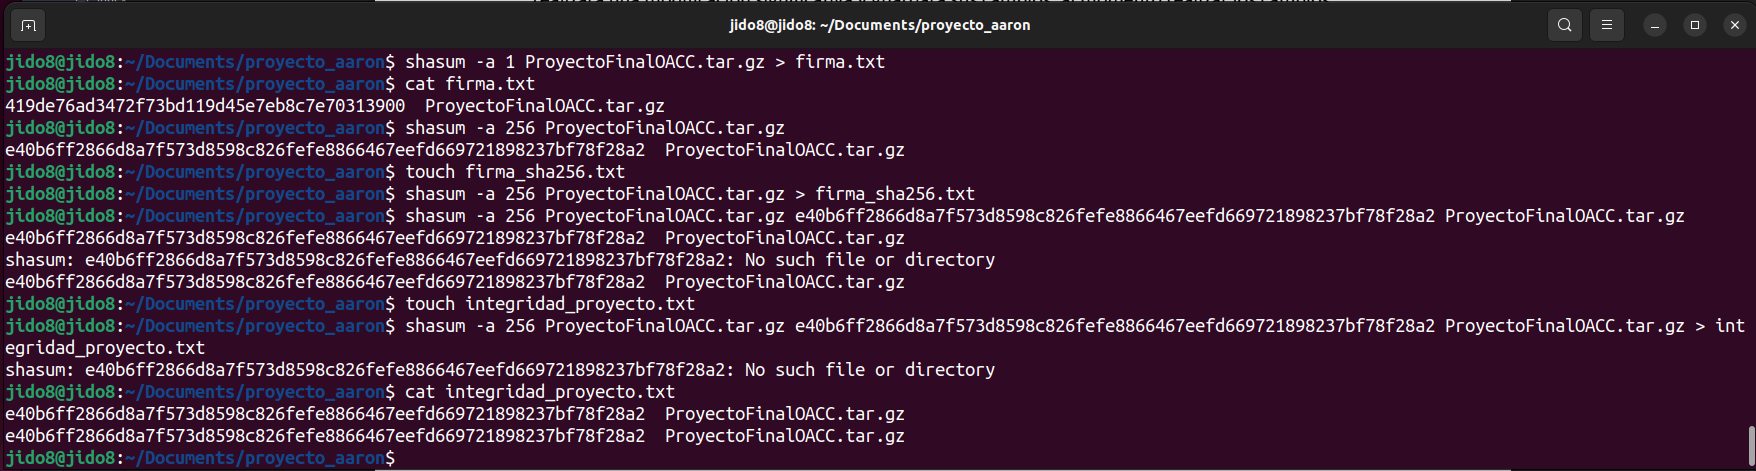 jido8@jido8: ~/Documents/proyecto_aaron
jido8@jido8:~/Documents/proyecto_aaron$ shasum -a 1 ProyectoFinalOACC.tar.gz > firma.txt
jido8@jido8:~/Documents/proyecto_aaron$ cat firma.txt
419de76ad3472f73bd119d45e7eb8c7e70313900  ProyectoFinalOACC.tar.gz
jido8@jido8:~/Documents/proyecto_aaron$ shasum -a 256 ProyectoFinalOACC.tar.gz
e40b6ff2866d8a7f573d8598c826fefe8866467eefd669721898237bf78f28a2  ProyectoFinalOACC.tar.gz
jido8@jido8:~/Documents/proyecto_aaron$ touch firma_sha256.txt
jido8@jido8:~/Documents/proyecto_aaron$ shasum -a 256 ProyectoFinalOACC.tar.gz > firma_sha256.txt
jido8@jido8:~/Documents/proyecto_aaron$ shasum -a 256 ProyectoFinalOACC.tar.gz e40b6ff2866d8a7f573d8598c826fefe8866467eefd669721898237bf78f28a2 ProyectoFinalOACC.tar.gz
e40b6ff2866d8a7f573d8598c826fefe8866467eefd669721898237bf78f28a2  ProyectoFinalOACC.tar.gz
shasum: e40b6ff2866d8a7f573d8598c826fefe8866467eefd669721898237bf78f28a2: No such file or directory
e40b6ff2866d8a7f573d8598c826fefe8866467eefd669721898237bf78f28a2  ProyectoFinalOACC.tar.gz
jido8@jido8:~/Documents/proyecto_aaron$ touch integridad_proyecto.txt
jido8@jido8:~/Documents/proyecto_aaron$ shasum -a 256 ProyectoFinalOACC.tar.gz e40b6ff2866d8a7f573d8598c826fefe8866467eefd669721898237bf78f28a2 ProyectoFinalOACC.tar.gz > int
egridad_proyecto.txt
shasum: e40b6ff2866d8a7f573d8598c826fefe8866467eefd669721898237bf78f28a2: No such file or directory
jido8@jido8:~/Documents/proyecto_aaron$ cat integridad_proyecto.txt
e40b6ff2866d8a7f573d8598c826fefe8866467eefd669721898237bf78f28a2  ProyectoFinalOACC.tar.gz
e40b6ff2866d8a7f573d8598c826fefe8866467eefd669721898237bf78f28a2  ProyectoFinalOACC.tar.gz
jido8@jido8:~/Documents/proyecto_aaron$